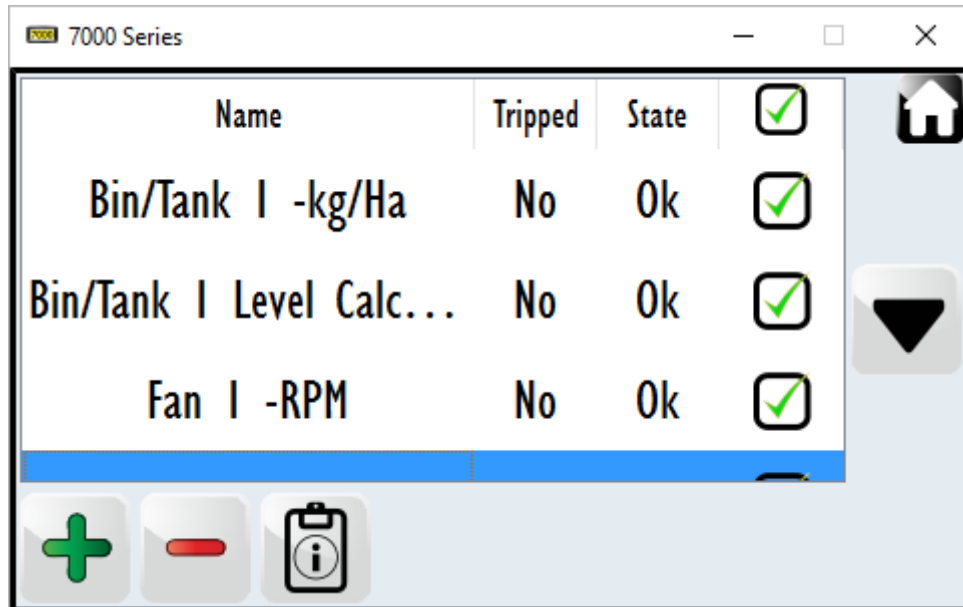 7000 Series
Name Tripped State
Bin/Tank 1 -kg/Ha No Ok
Bin/Tank 1 Level Calc... No Ok
Fan 1 -RPM No Ok